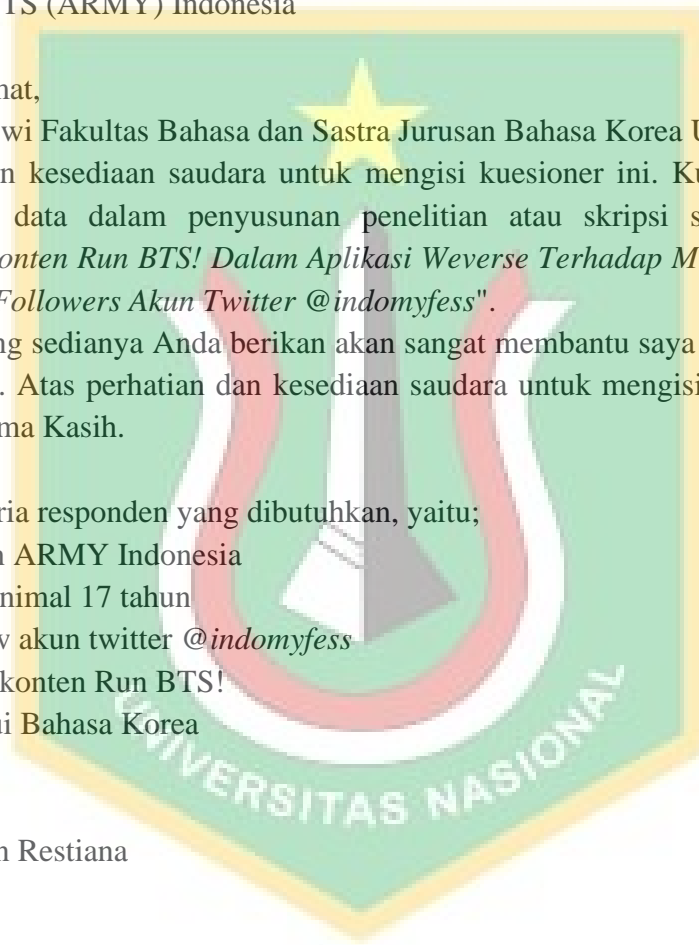 TS (ARMY) Indonesia
nat,
wi Fakultas Bahasa dan Sastra Jurusan Bahasa Korea U
n kesediaan saudara untuk mengisi kuesioner ini. Ku
data dalam penyusunan penelitian atau skripsi s
onten Run BTS! Dalam Aplikasi Weverse Terhadap M
Followers Akun Twitter @indomyfess".
ng sedianya Anda berikan akan sangat membantu saya
. Atas perhatian dan kesediaan saudara untuk mengisi
ma Kasih.
ria responden yang dibutuhkan, yaitu;
n ARMY Indonesia
nimal 17 tahun
w akun twitter @indomyfess
konten Run BTS!
ui Bahasa Korea
n Restiana
UNIVERSITAS NASIONAL